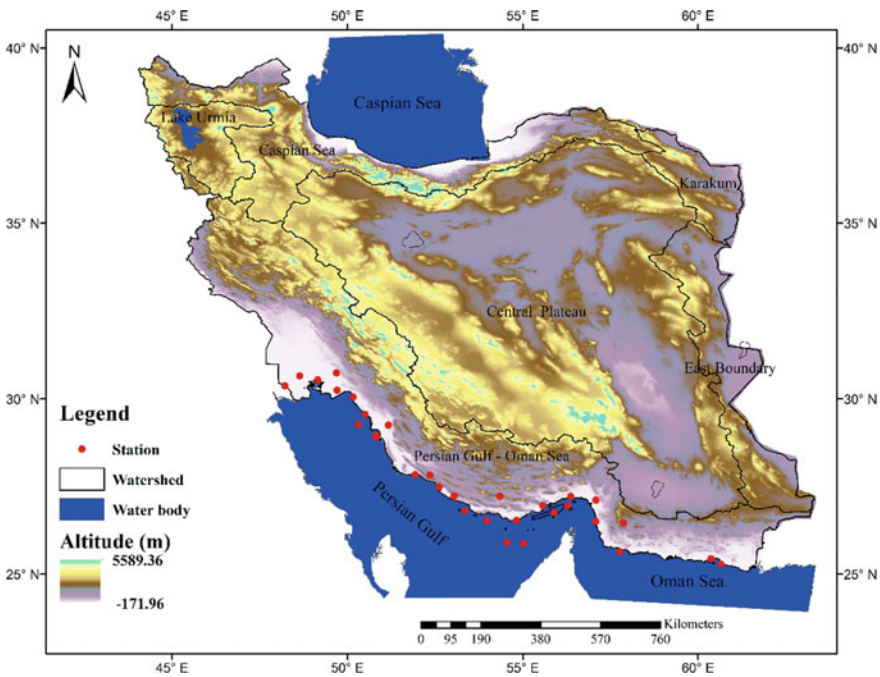 45° E 50° E 55° E 60° E
40° N 40° N
N
Caspian Sea
Lake Urmia
Caspian Sea
Karakum
35° N 35° N
Central Plateau
East Boundary
30° N 30° N
Legend
Station
Watershed
Water body
Persian Gulf - Oman Sea
Persian Gulf
Altitude (m)
5589.36
-171.96
25° N 25° N
Oman Sea
Kilometers
0 95 190 380 570 760
45° E 50° E 55° E 60° E